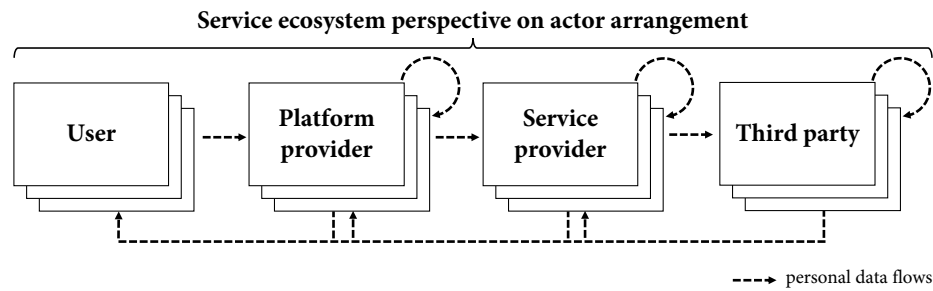 Service ecosystem perspective on actor arrangement
User
Platform
provider
Service
provider
Third party
personal data flows